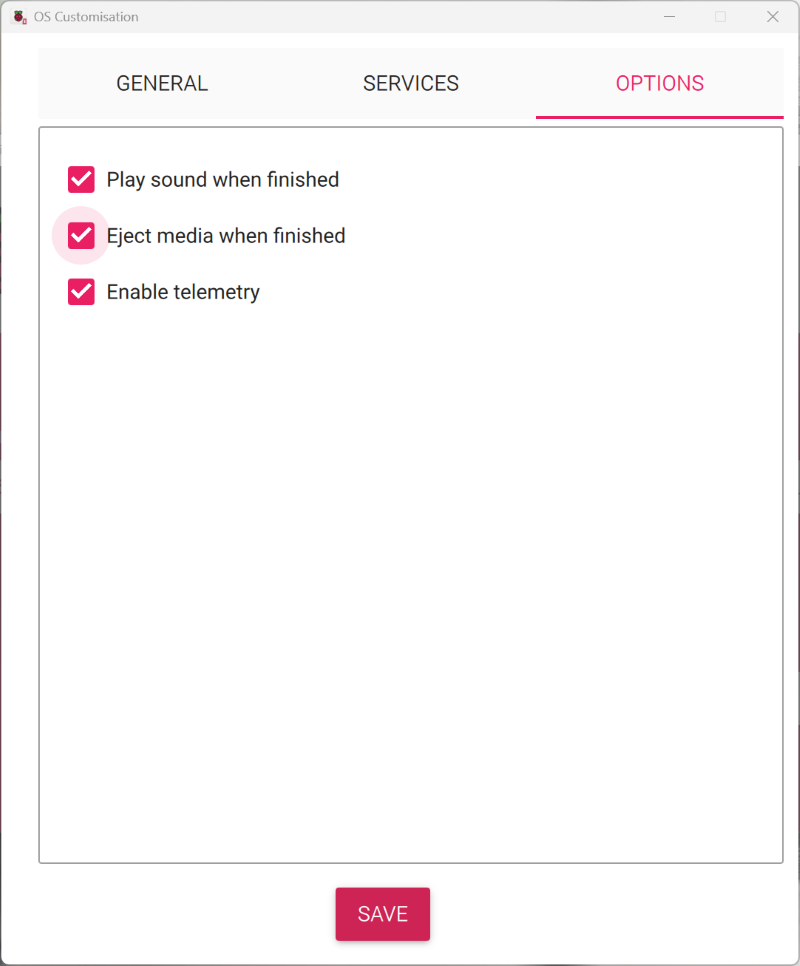 OS Customisation
GENERAL SERVICES OPTIONS
Play sound when finished
Eject media when finished
Enable telemetry
SAVE